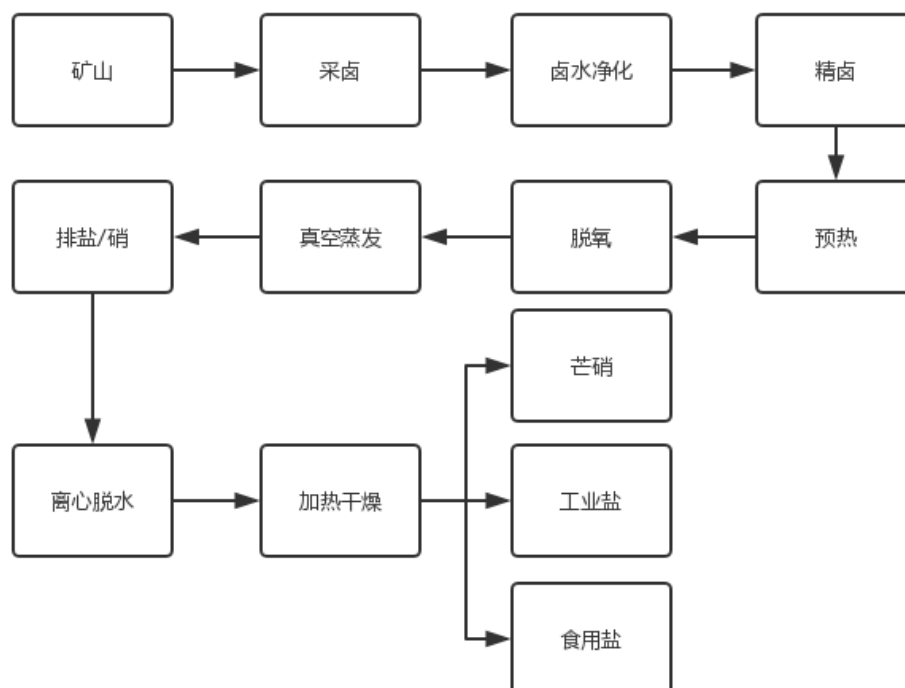 矿山
采卤
卤水净化
精卤
预热
脱氧
真空蒸发
排盐/硝
离心脱水
加热干燥
芒硝
工业盐
食用盐